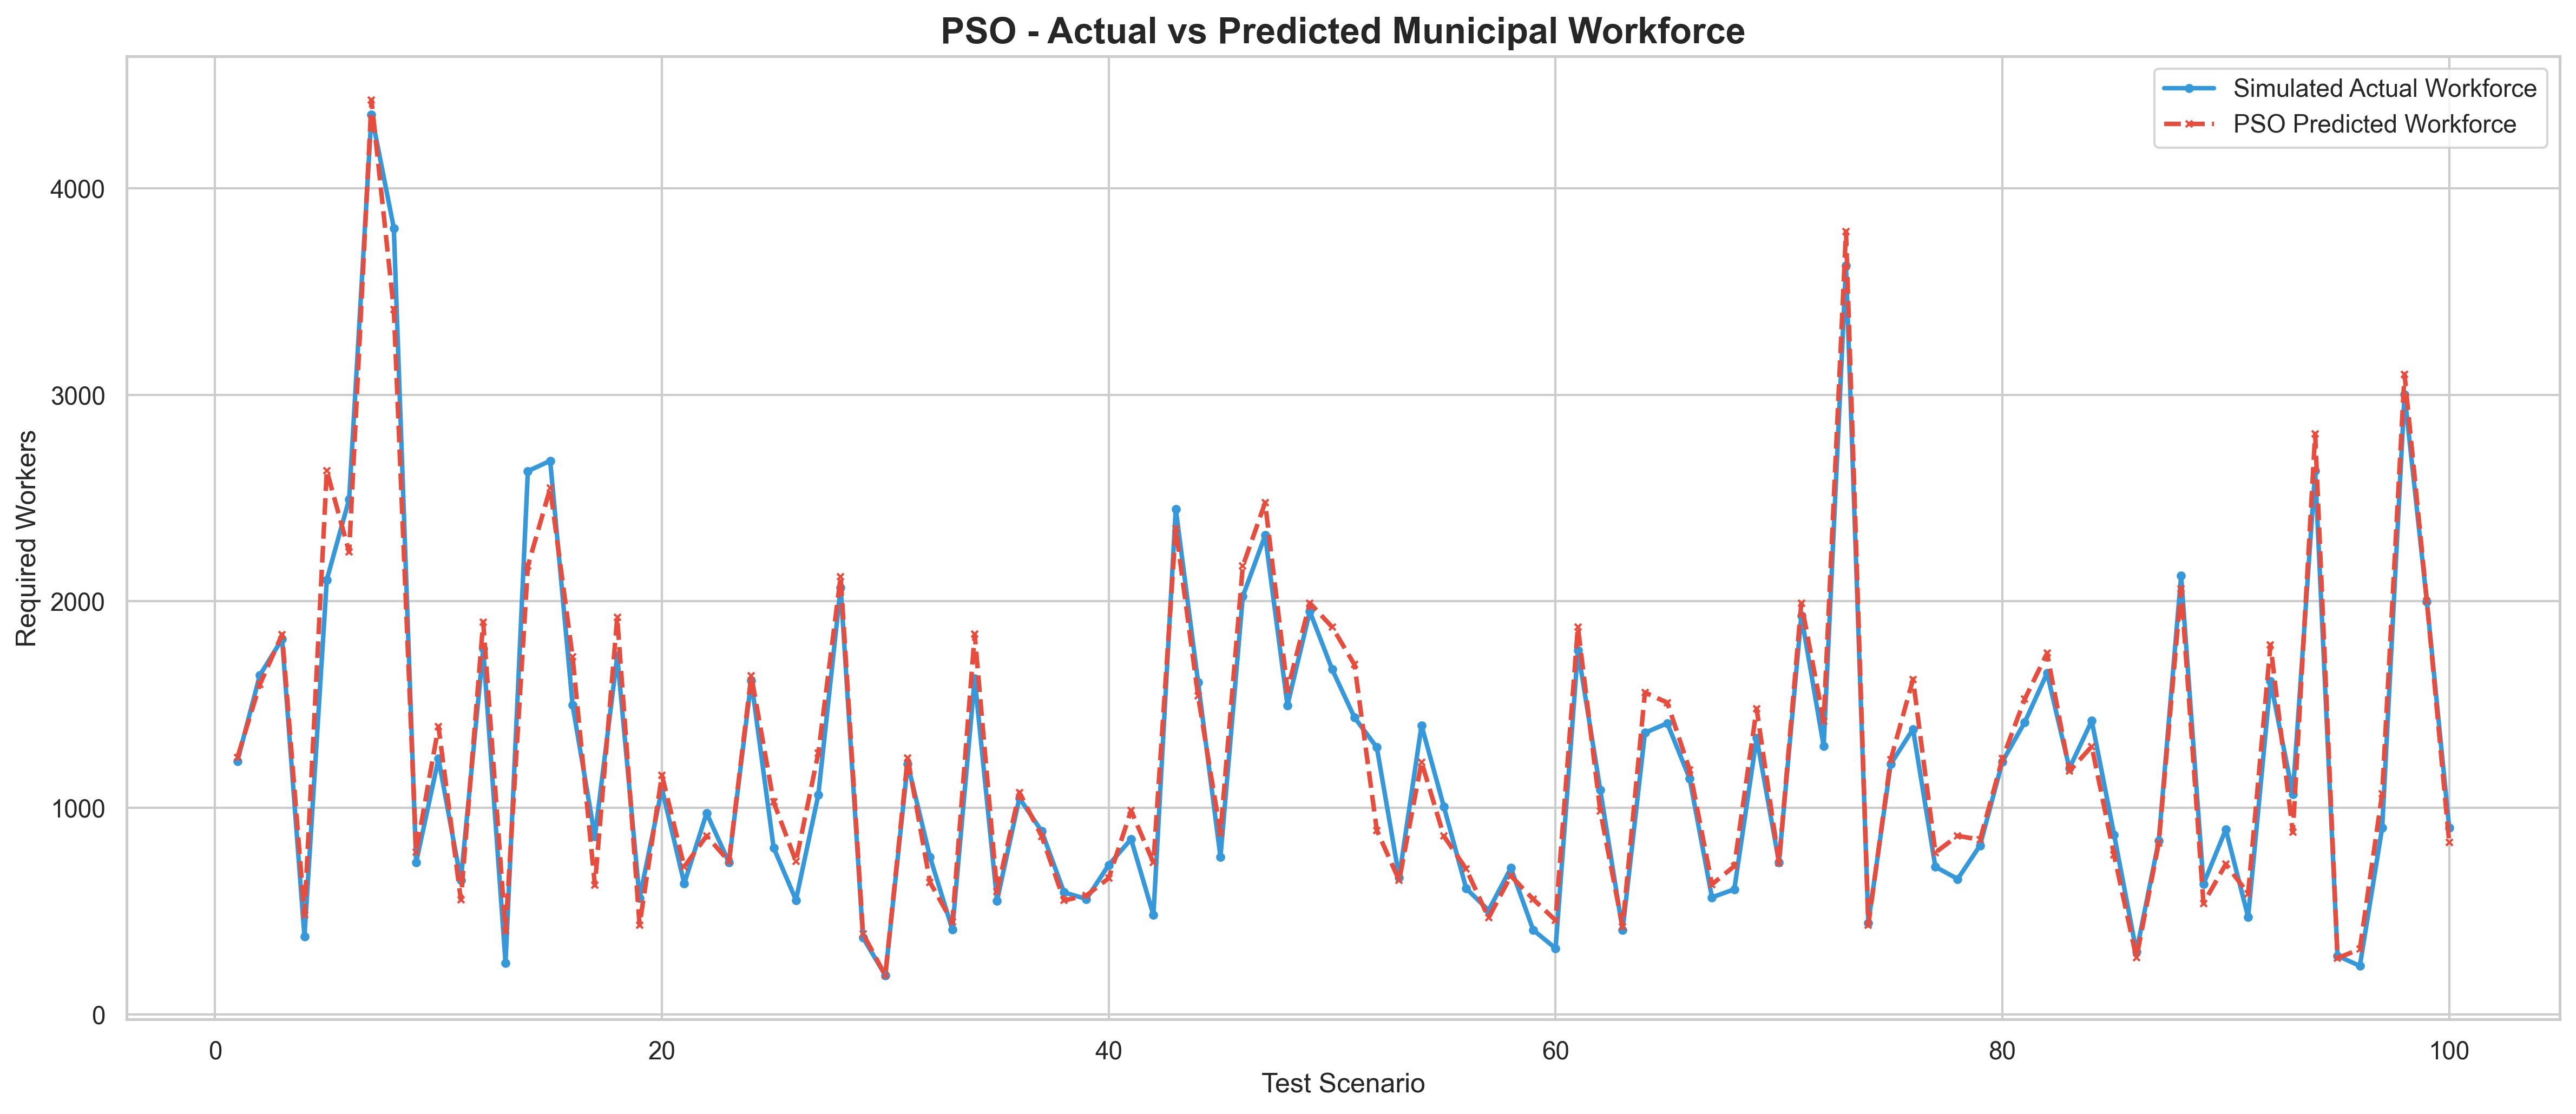 PSO - Actual vs Predicted Municipal Workforce
Simulated Actual Workforce
PSO Predicted Workforce
Required Workers
4000
3000
2000
1000
0
0 20 40 60 80 100
Test Scenario